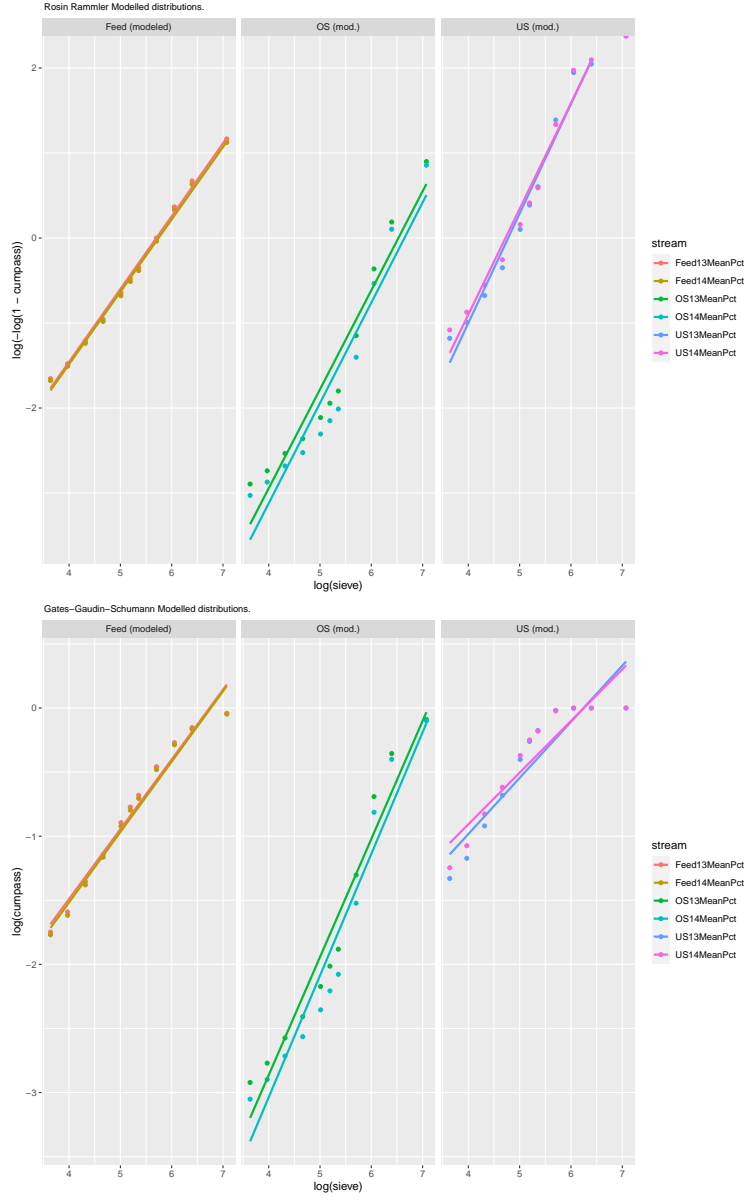 Rosin Rammler Modelled distributions.
Feed (modeled)
OS (mod.)
US (mod.)
2
0
−2
log(−log(1 − cumpass))
4
5
6
7
4
5
6
7
4
5
6
7
log(sieve)
stream
Feed13MeanPct
Feed14MeanPct
OS13MeanPct
OS14MeanPct
US13MeanPct
US14MeanPct
Gates−Gaudin−Schumann Modelled distributions.
Feed (modeled)
OS (mod.)
US (mod.)
0
−1
−2
−3
log(cumpass)
4
5
6
7
4
5
6
7
4
5
6
7
log(sieve)
stream
Feed13MeanPct
Feed14MeanPct
OS13MeanPct
OS14MeanPct
US13MeanPct
US14MeanPct